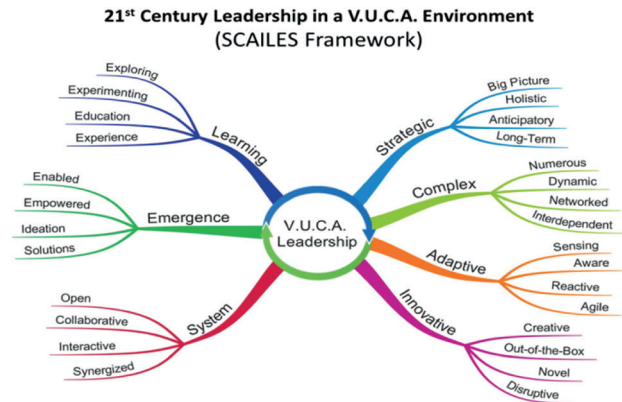 21st Century Leadership in a V.U.C.A. Environment
(SCAILES Framework)
V.U.C.A.
Leadership
Strategic
Big Picture
Holistic
Anticipatory
Long-Term
Complex
Numerous
Dynamic
Networked
Interdependent
Adaptive
Sensing
Aware
Reactive
Agile
Innovative
Creative
Out-of-the-Box
Novel
Disruptive
Learning
Exploring
Experimenting
Education
Experience
Emergence
Enabled
Empowered
Ideation
Solutions
System
Open
Collaborative
Interactive
Synergized